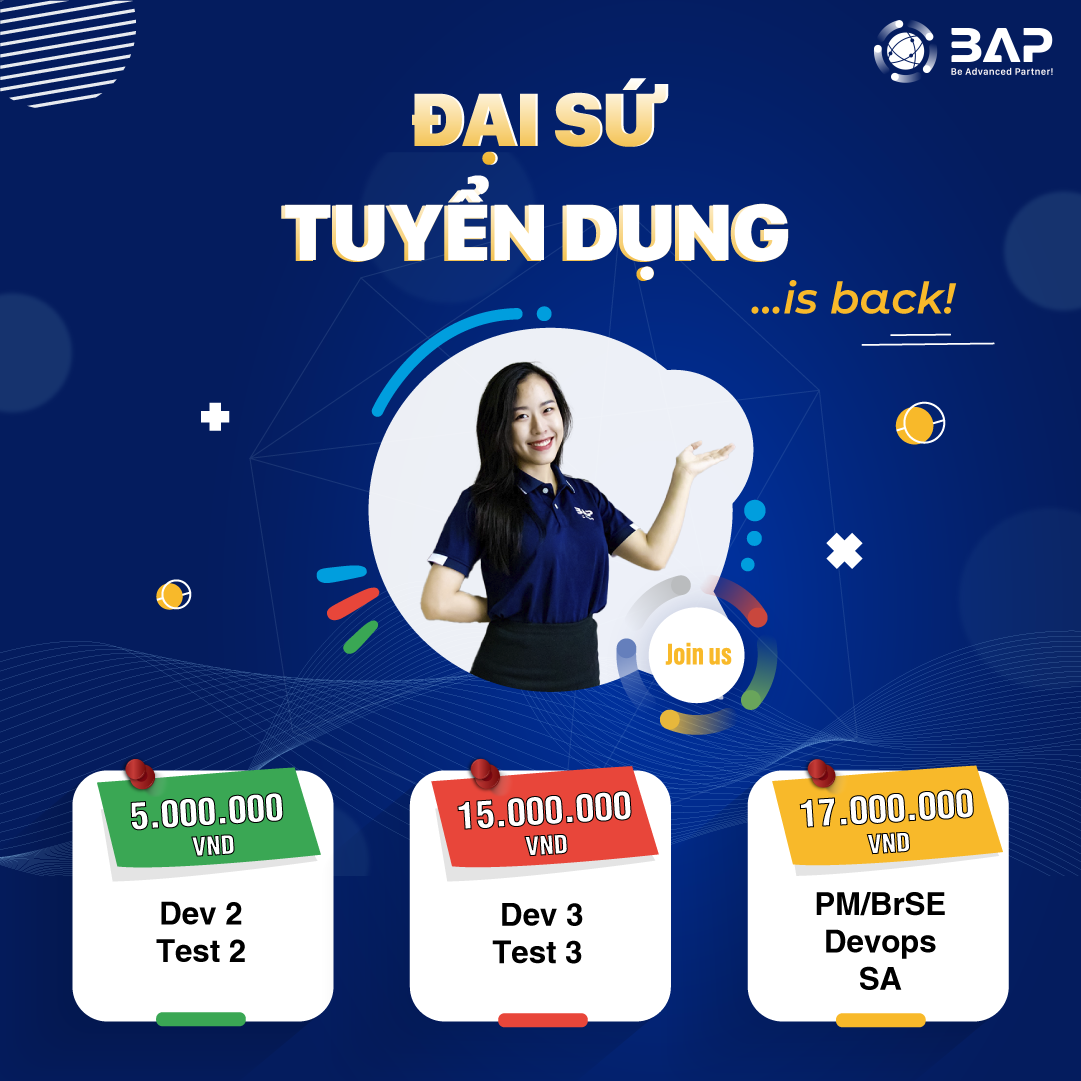 BAP
Be Advanced Partner!
ĐẠI SỨ
TUYỂN DỤNG
...is back!
BAP
Join us
5.000.000
VND
Dev 2
Test 2
15.000.000
VND
Dev 3
Test 3
17.000.000
VND
PM/BrSE
Devops
SA